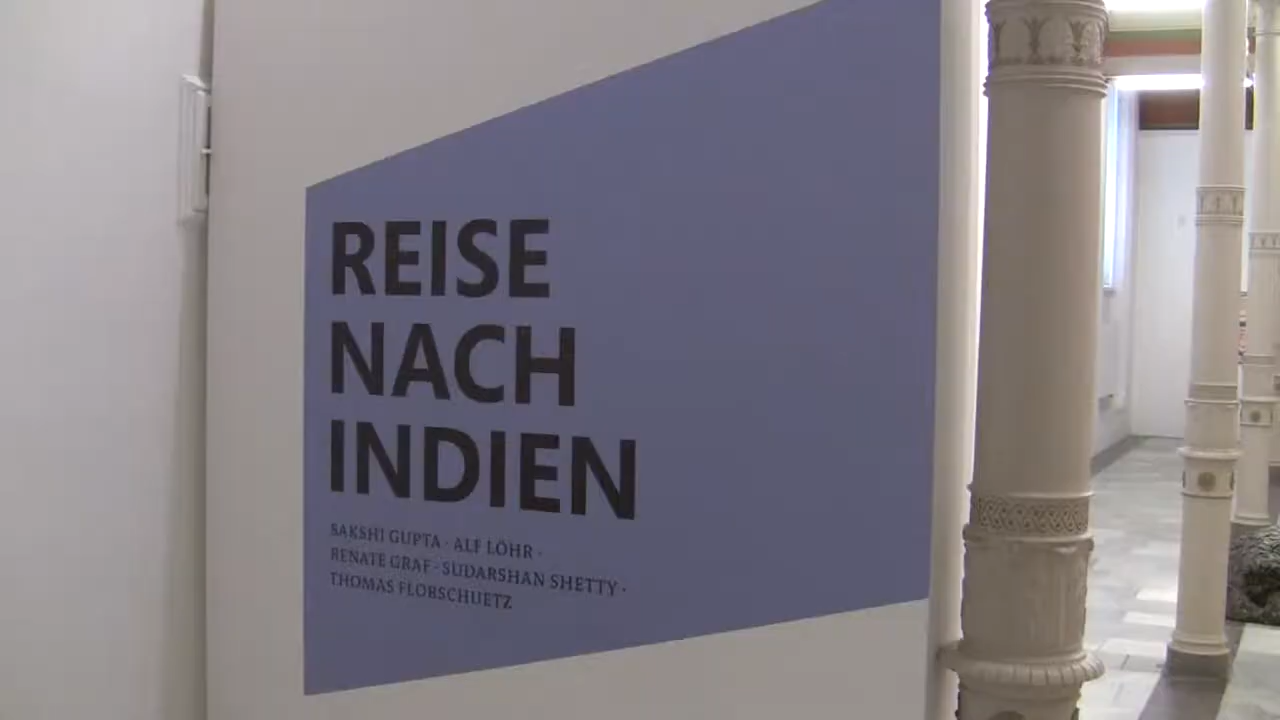 REISE
NACH
INDIEN
SAKSHI GUPTA · ALF LÖHR ·
RENATE GRAF · SUDARSHAN SHETTY ·
THOMAS FLORSCHUETZ